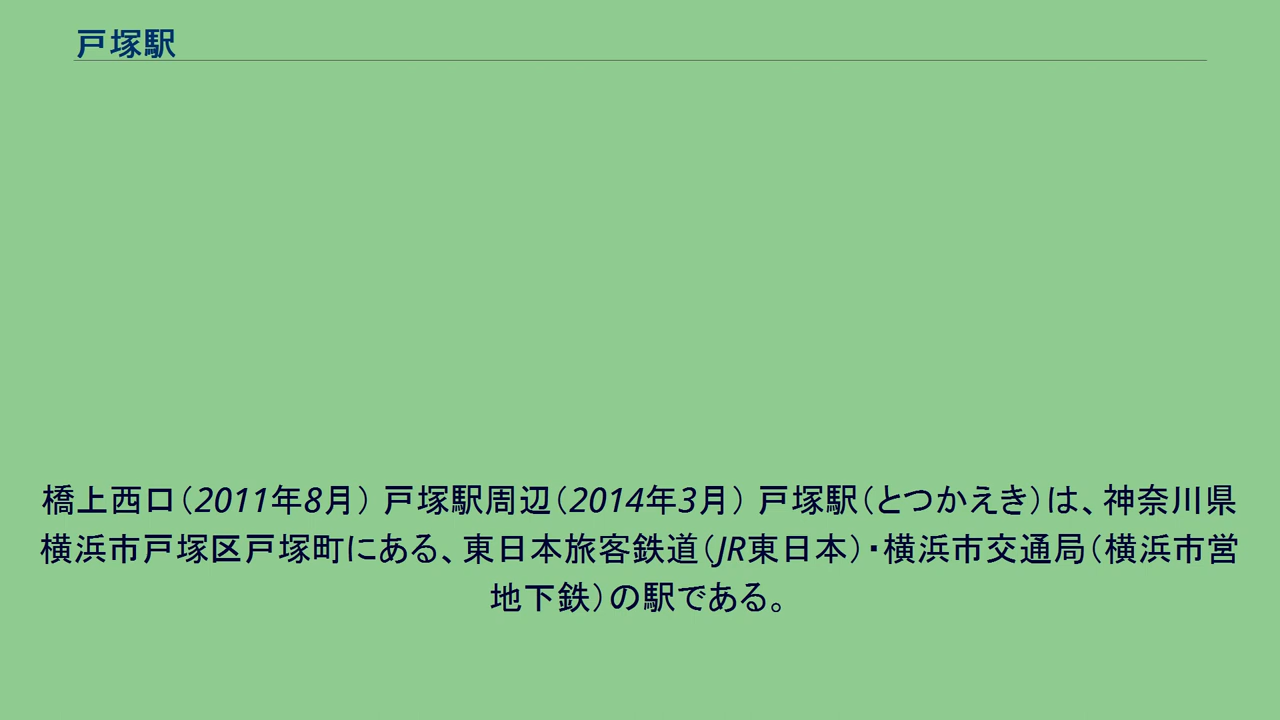 戸塚駅
橋上西口（2011年8月） 戸塚駅周辺（2014年3月） 戸塚駅（とつかえき）は、神奈川県
横浜市戸塚区戸塚町にある、東日本旅客鉄道（JR東日本）・横浜市交通局（横浜市営
地下鉄）の駅である。